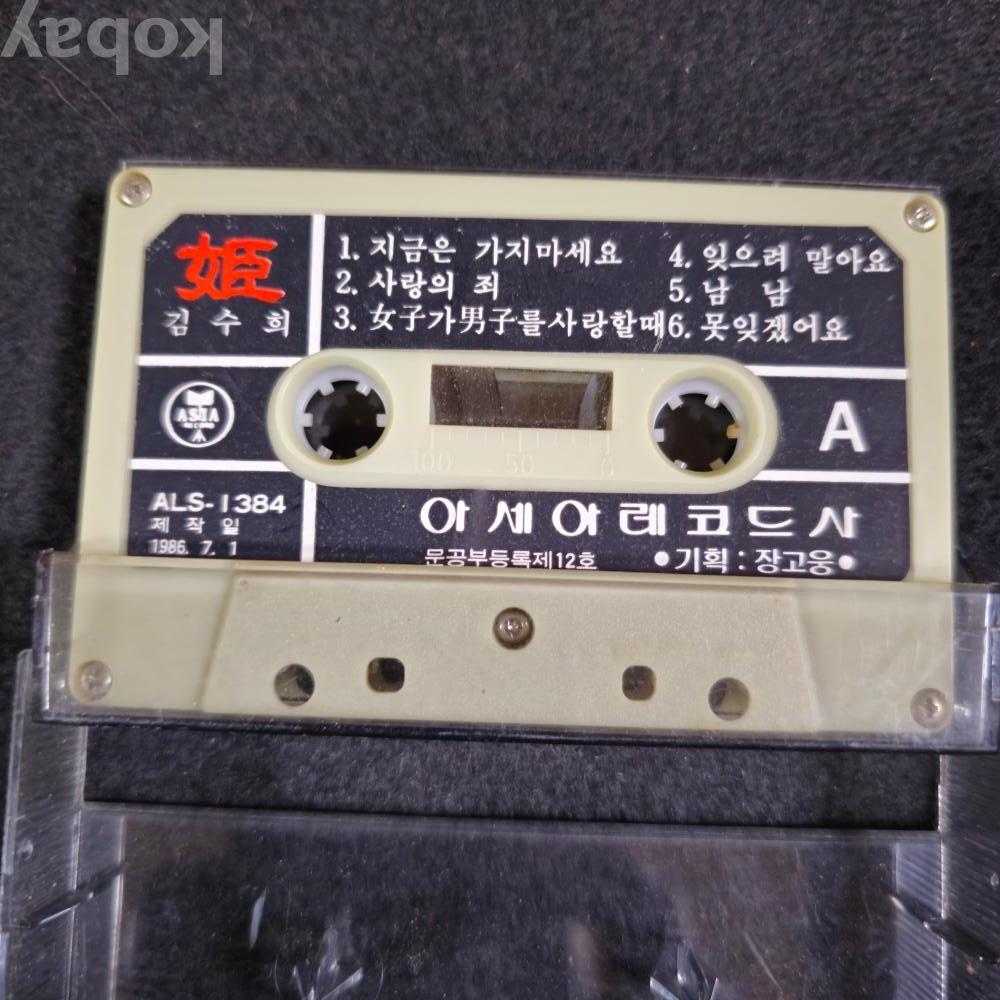 kobay
姬
김수희
1. 지금은 가지마세요
2. 사랑의 죄
3. 女子가男子를사랑할때
4. 잊으려 말아요
5. 남 남
6. 못잊겠어요
ASIA
RECORD
A
100 50 0
ALS-1384
제작일
1986. 7. 1
아세아레코드사
문공부등록제12호 •기획 : 장고웅•